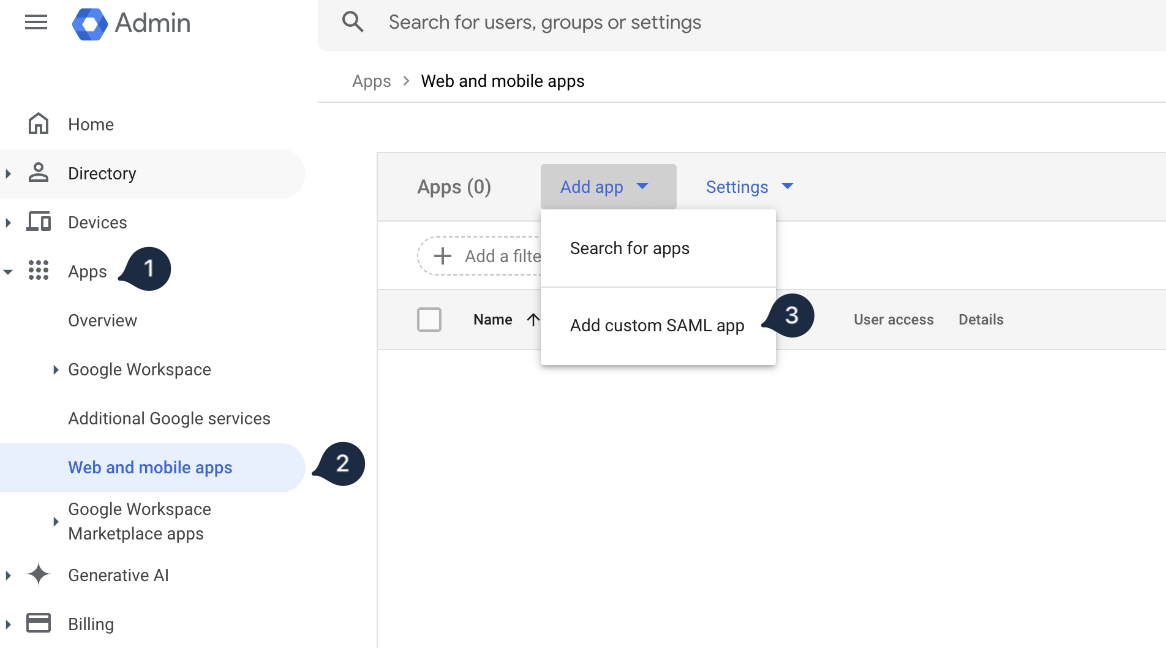 Admin
Search for users, groups or settings
Apps > Web and mobile apps
Home
Directory
Devices
Apps 1
Overview
Google Workspace
Additional Google services
Web and mobile apps 2
Google Workspace
Marketplace apps
Generative AI
Billing
Apps (0) Add app Settings
Search for apps
Add a filte
Add custom SAML app 3
Name User access Details